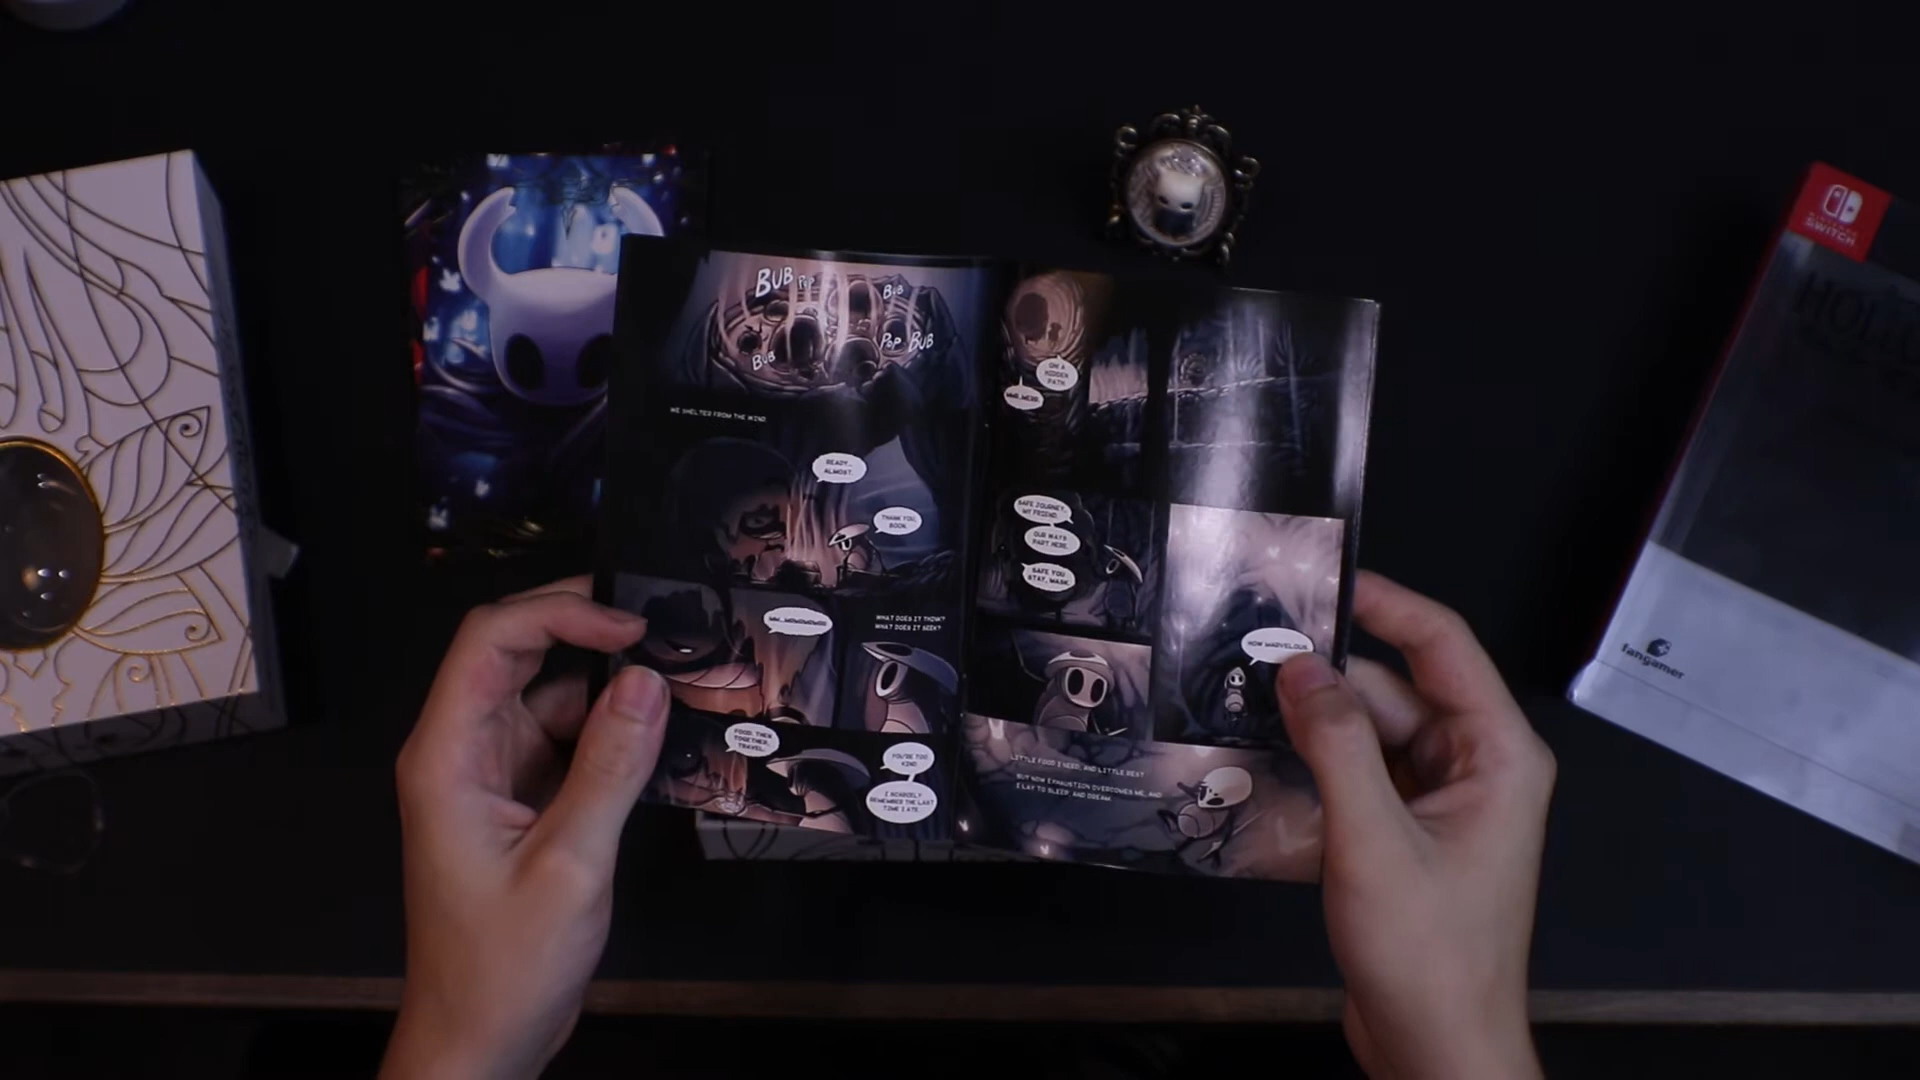 BUB
POP
BUB
BUB
POP
BUB
WE SHELTER FROM THE WIND
READY...
ALMOST.
THANK YOU,
SOON.
WHAT DOES IT THINK?
WHAT DOES IT SEEK?
FOOD. THEN
TOGETHER,
TRAVEL.
YOU'RE TOO
KIND
I SCARCELY
REMEMBER THE LAST
TIME I ATE.
ON A
HIDDEN
PATH
SAFE JOURNEY,
MY FRIEND.
OUR WAYS
PART HERE.
SAFE YOU
STAY, MASK.
HOW MARVELOUS.
LITTLE FOOD I NEED, AND LITTLE REST
BUT NOW EXHAUSTION OVERCOMES ME, AND
I LAY TO SLEEP, AND DREAM.
NINTENDO
SWITCH
fangamer